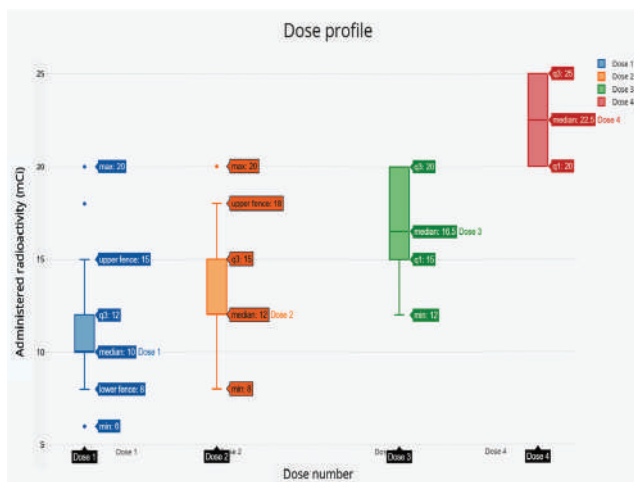 Dose profile
Administered radioactivity (mCi)
25
20
15
10
5
max: 20
upper fence: 15
q3: 12
median: 10 Dose 1
lower fence: 8
min: 6
max: 20
upper fence: 18
q3: 15
median: 12 Dose 2
min: 8
q3: 20
median: 16.5 Dose 3
q1: 15
min: 12
q3: 25
median: 22.5 Dose 4
q1: 20
Dose 1
Dose 2
Dose 3
Dose 4
Dose 1 Dose 1
Dose 2
Dose 3
Dose 4 Dose 4
Dose number